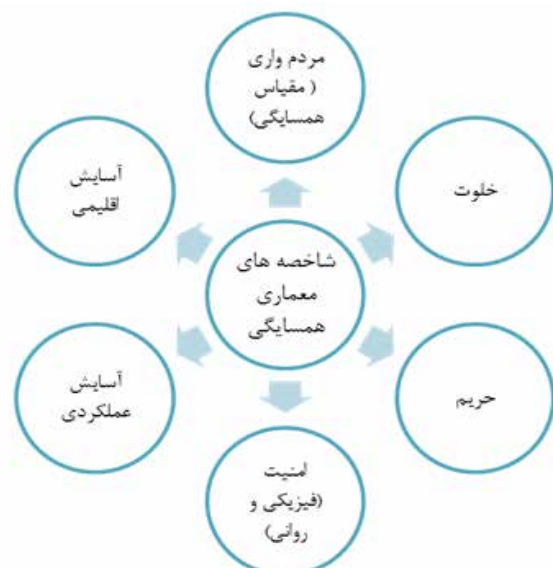 مردم واری
( مقیاس
همسایگی)
خلوت
حریم
امنیت
(فیزیکی و
روانی)
آسایش
عملکردی
آسایش
اقلیمی
شاخصه های
معماری
همسایگی